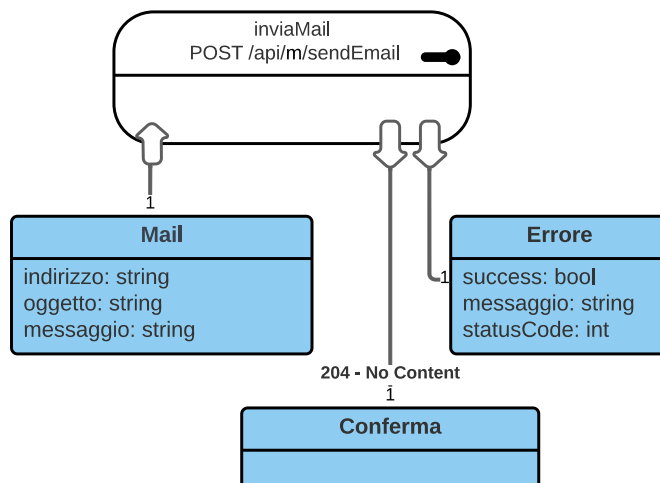 inviaMail
POST /api/m/sendEmail
1
Mail
indirizzo: string
oggetto: string
messaggio: string
Errore
1
success: bool
messaggio: string
statusCode: int
204 - No Content
1
Conferma